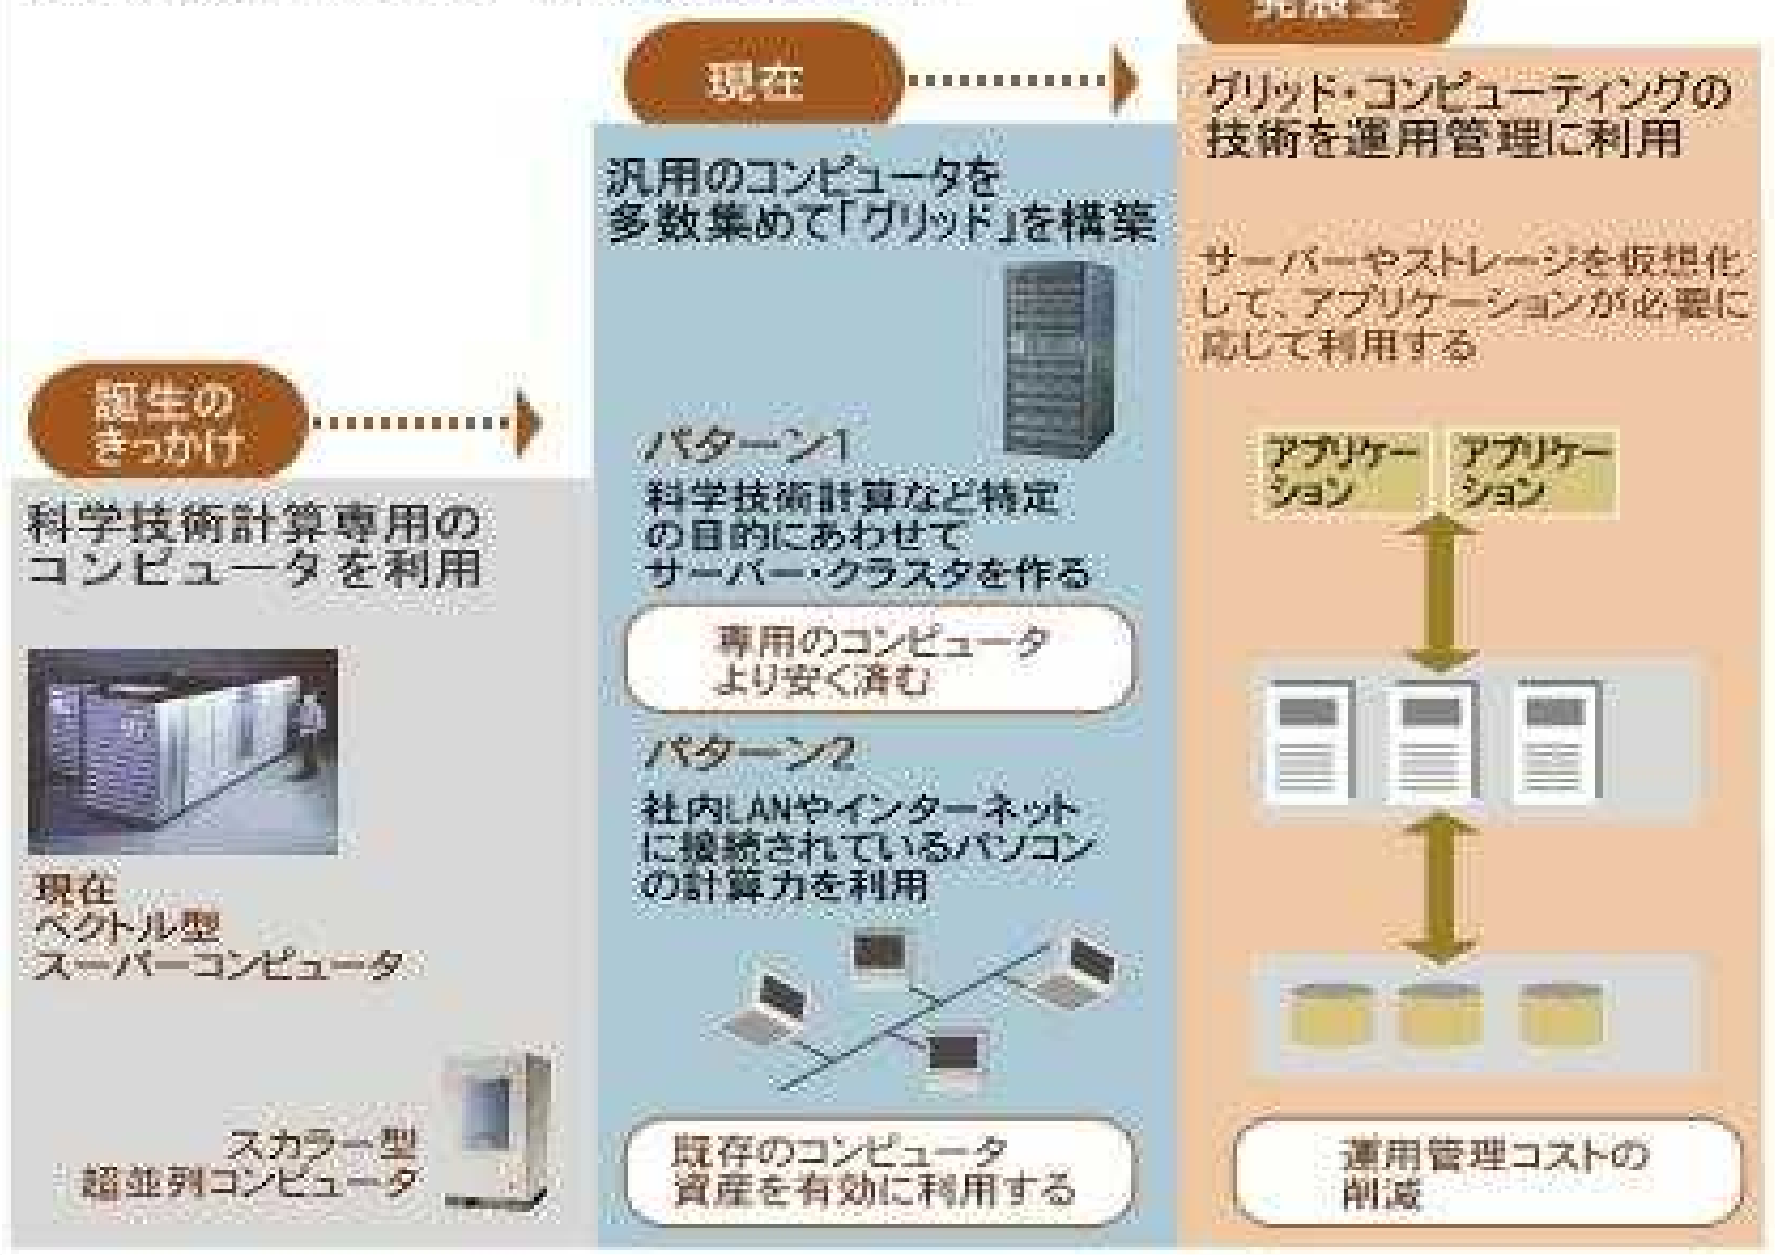 誕生の
きっかけ
科学技術計算専用の
コンピュータを利用
現在
ベクトル型
スーパーコンピュータ
スカラー型
超並列コンピュータ
現在
汎用のコンピュータを
多数集めて「グリッド」を構築
パターン1
科学技術計算など特定
の目的にあわせて
サーバー・クラスタを作る
専用のコンピュータ
より安く済む
パターン2
社内LANやインターネット
に接続されているパソコン
の計算力を利用
既存のコンピュータ
資産を有効に利用する
発展型
グリッド・コンピューティングの
技術を運用管理に利用
サーバーやストレージを仮想化
して、アプリケーションが必要に
応じて利用する
アプリケー
ション
アプリケー
ション
運用管理コストの
削減